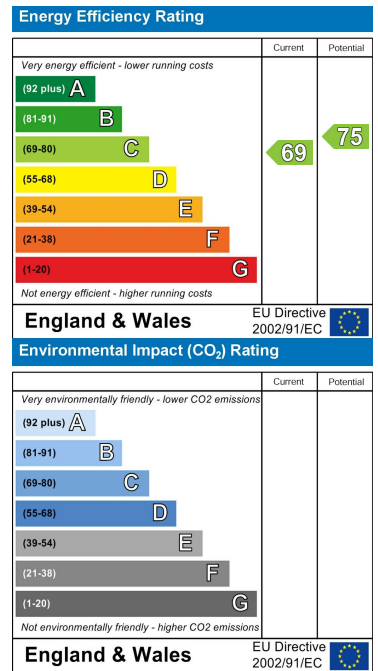 Energy Efficiency Rating
Current Potential
Very energy efficient - lower running costs
(92 plus) A
(81-91) B
(69-80) C
(55-68) D
(39-54) E
(21-38) F
(1-20) G
69
75
Not energy efficient - higher running costs
England & Wales
EU Directive
2002/91/EC
Environmental Impact (CO₂) Rating
Current Potential
Very environmentally friendly - lower CO2 emissions
(92 plus) A
(81-91) B
(69-80) C
(55-68) D
(39-54) E
(21-38) F
(1-20) G
Not environmentally friendly - higher CO2 emissions
England & Wales
EU Directive
2002/91/EC